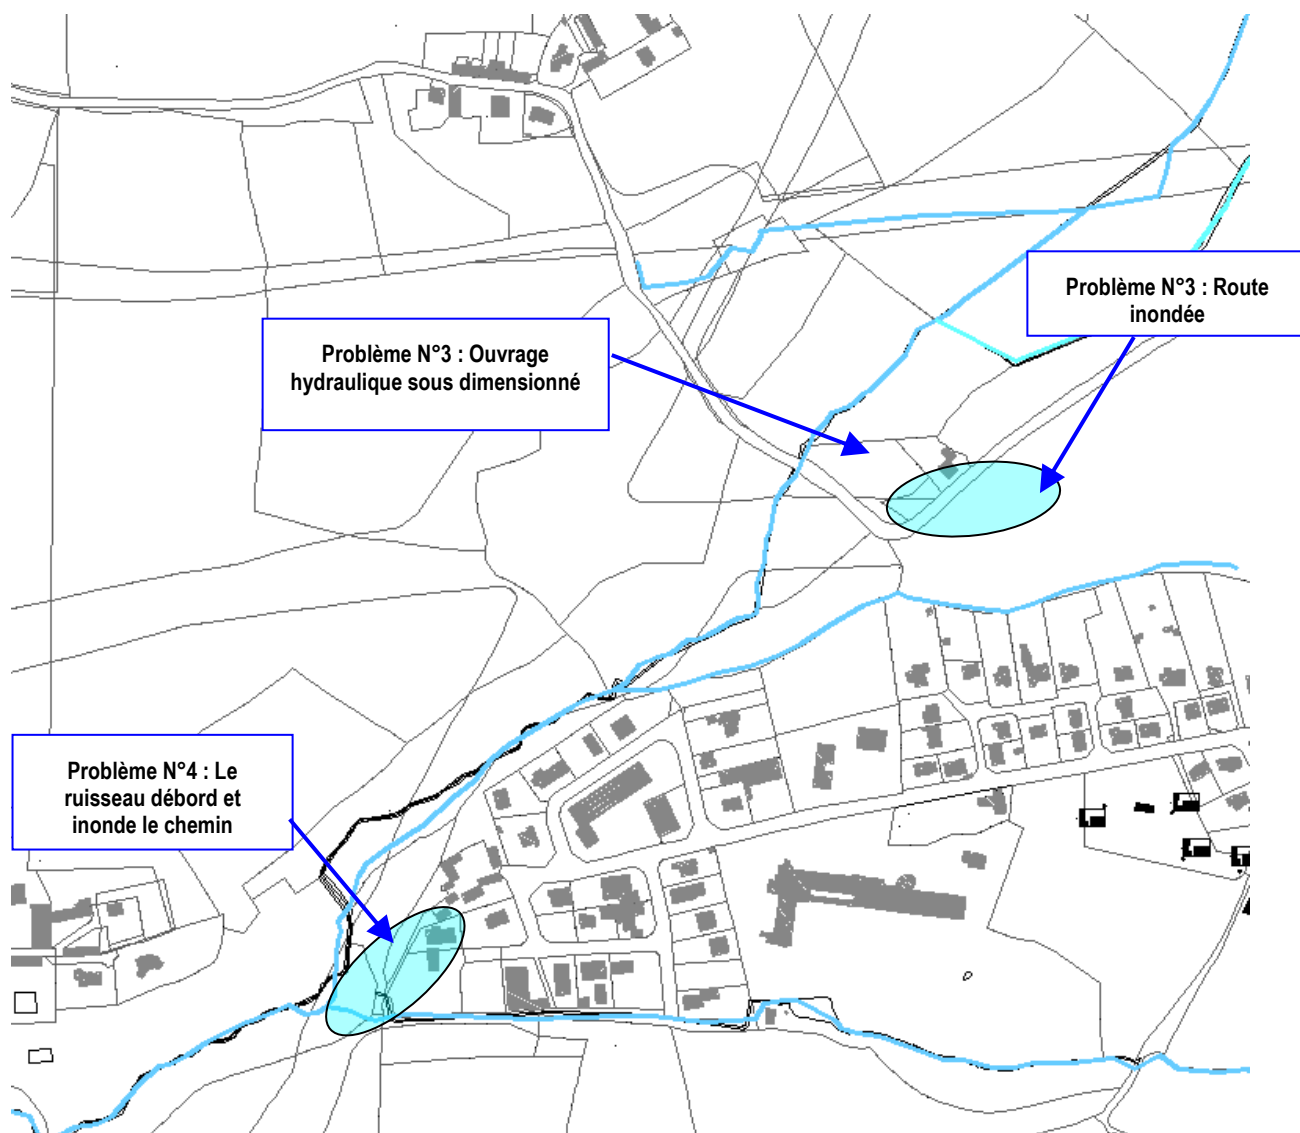 Problème N°3 : Route
inondée
Problème N°3 : Ouvrage
hydraulique sous dimensionné
Problème N°4 : Le
ruisseau débord et
inonde le chemin